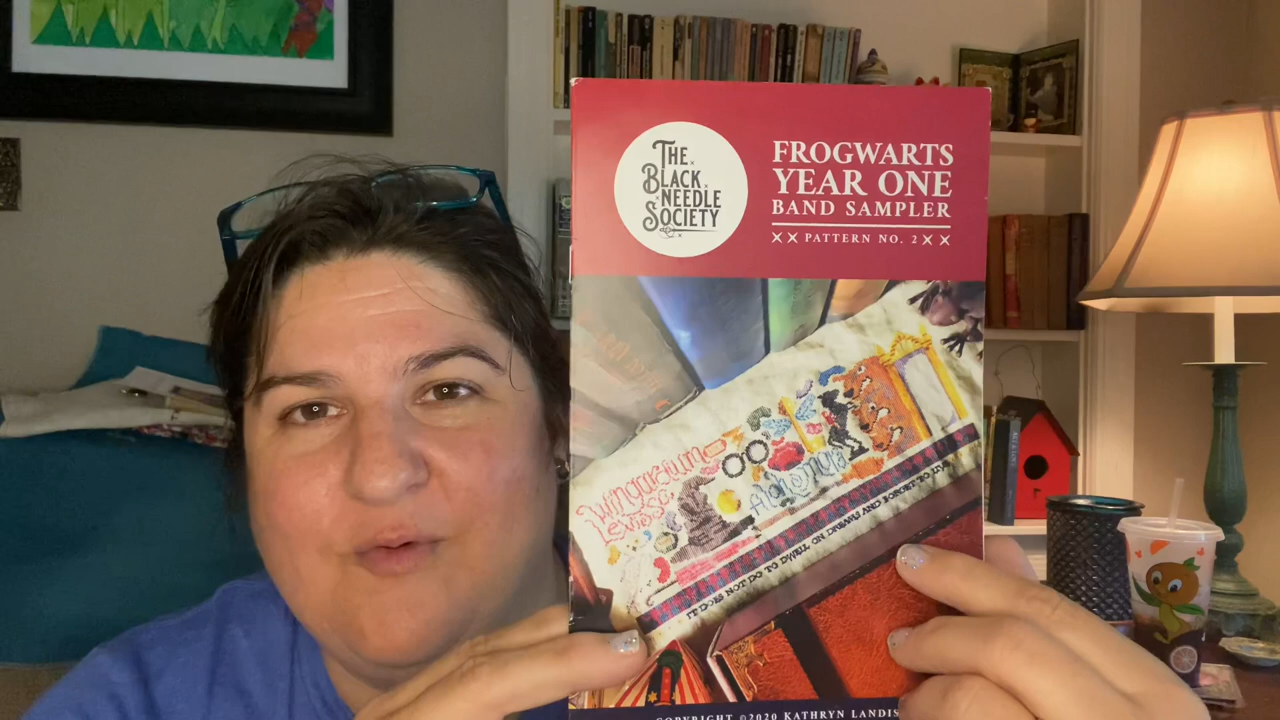 THE
BLACK
NEEDLE
SOCIETY
FROGWARTS
YEAR ONE
BAND SAMPLER
PATTERN NO. 2
Wingardium
Leviosa
Alohomora
IT DOES NOT DO TO DWELL ON DREAMS AND FORGET TO LIVE
COPYRIGHT ©2020 KATHRYN LANDIS